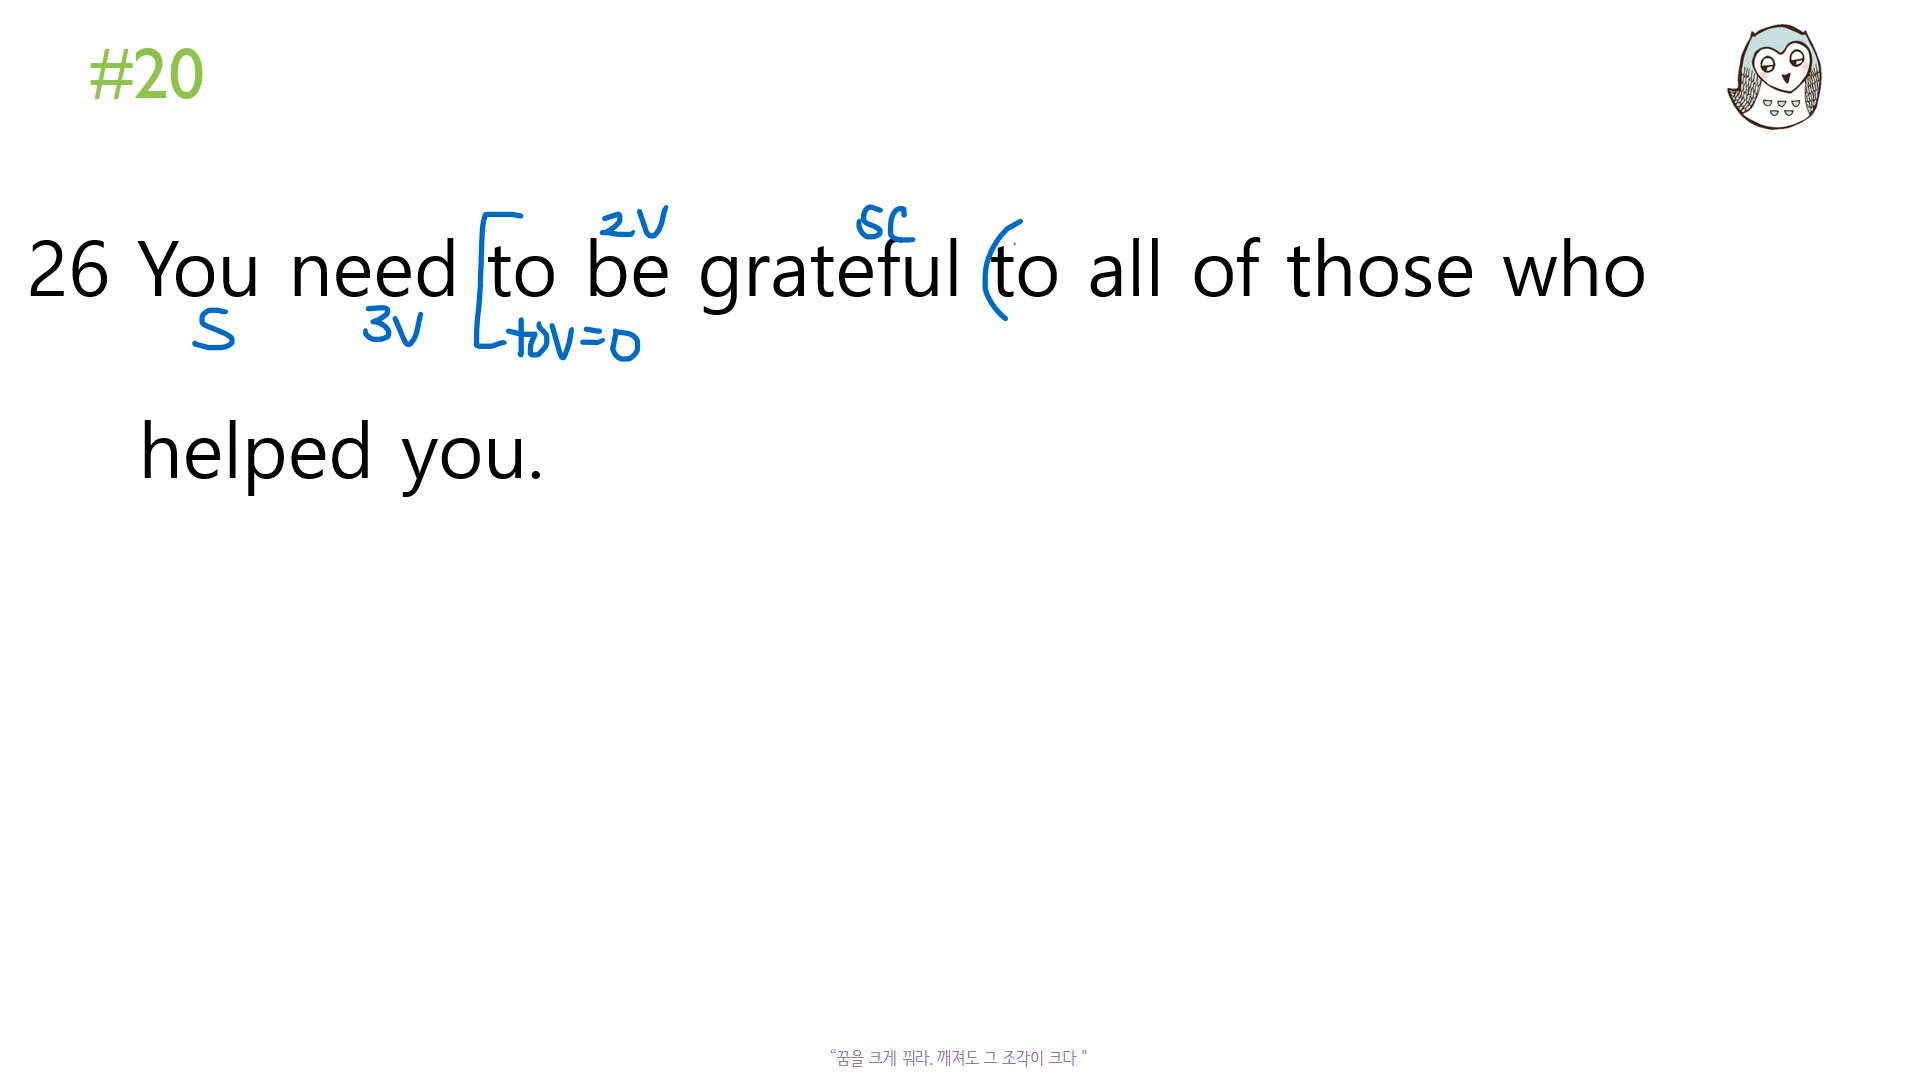 #20
2V SC
26 You need [to be grateful (to all of those who
S 3V toV=O
helped you.
“꿈을 크게 꿔라. 깨져도 그 조각이 크다 "